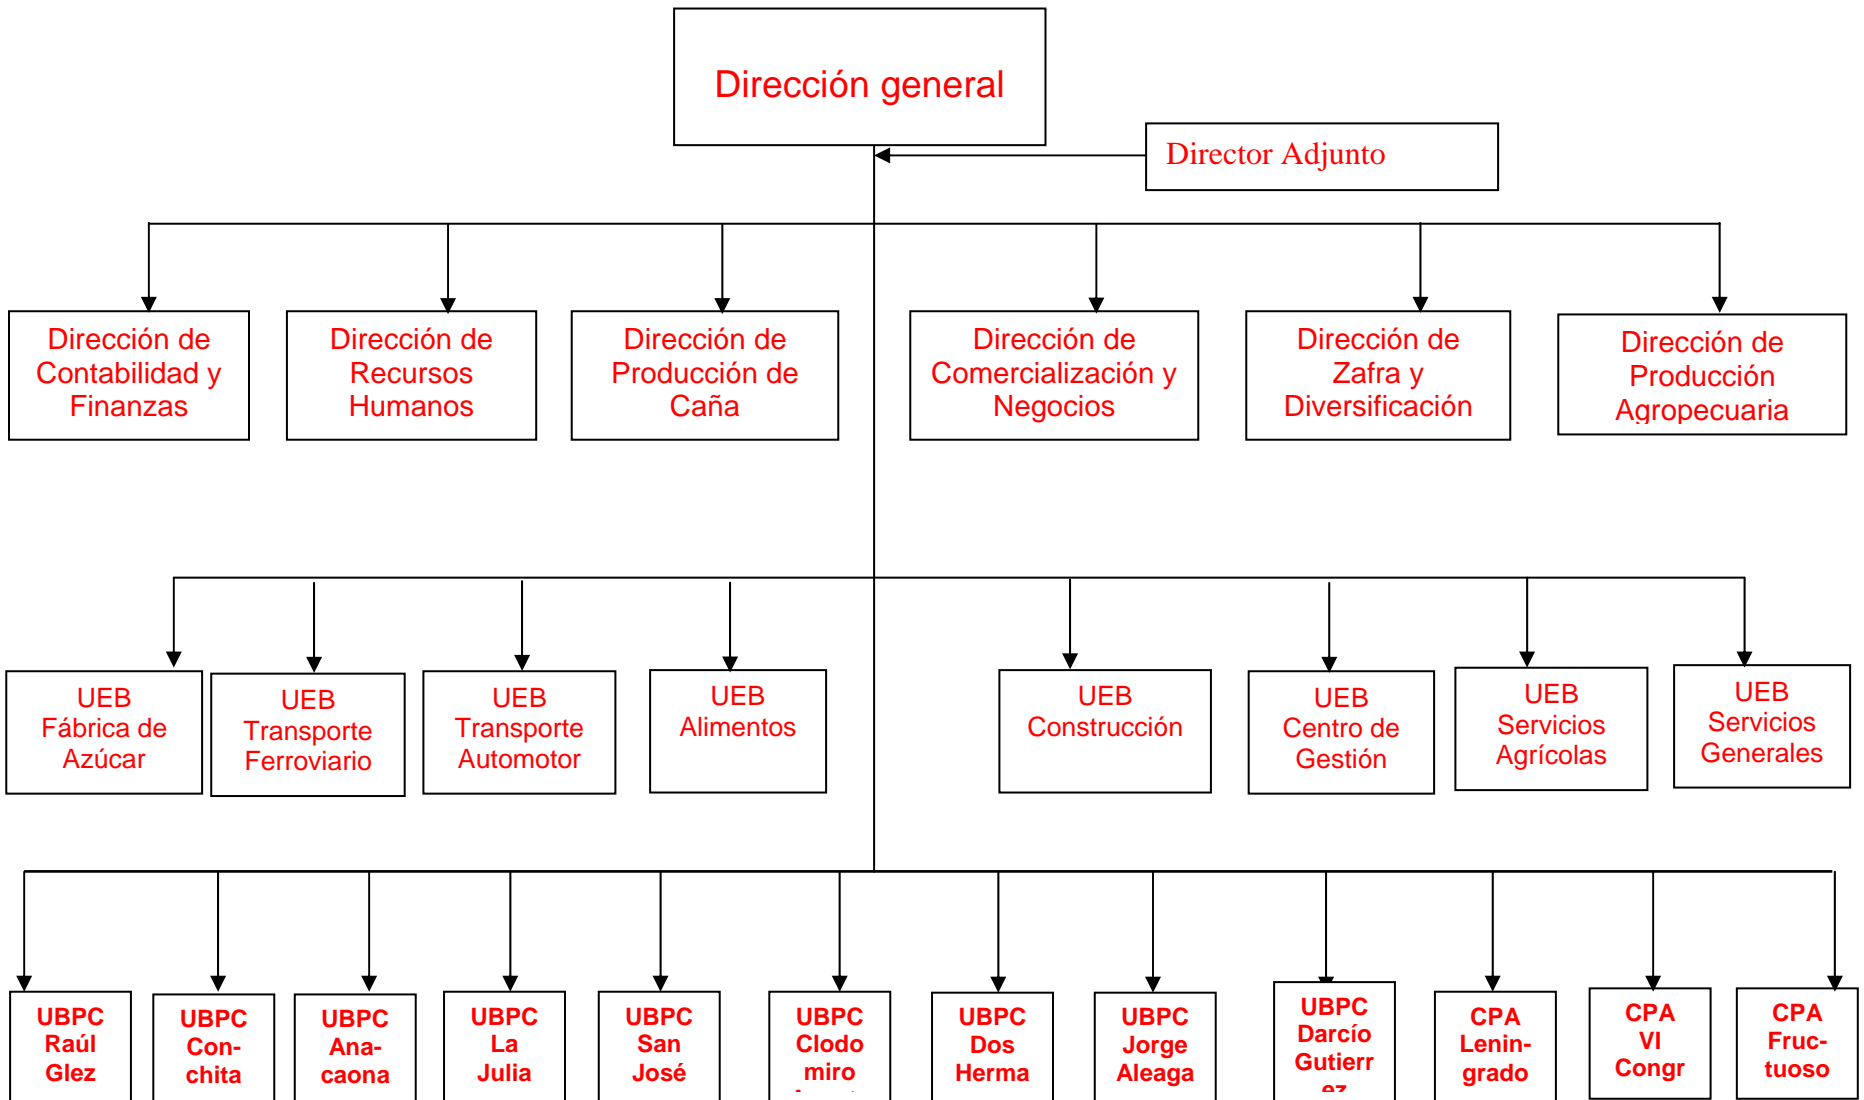 Dirección general
Director Adjunto
Dirección de
Contabilidad y
Finanzas
Dirección de
Recursos
Humanos
Dirección de
Producción de
Caña
Dirección de
Comercialización y
Negocios
Dirección de
Zafra y
Diversificación
Dirección de
Producción
Agropecuaria
UEB
Fábrica de
Azúcar
UEB
Transporte
Ferroviario
UEB
Transporte
Automotor
UEB
Alimentos
UEB
Construcción
UEB
Centro de
Gestión
UEB
Servicios
Agrícolas
UEB
Servicios
Generales
UBPC
Raúl
Glez
UBPC
Con-
chita
UBPC
Ana-
caona
UBPC
La
Julia
UBPC
San
José
UBPC
Clodo
miro
UBPC
Dos
Herma
UBPC
Jorge
Aleaga
UBPC
Darcío
Gutierr
ez
CPA
Lenin-
grado
CPA
VI
Congr
CPA
Fruc-
tuoso